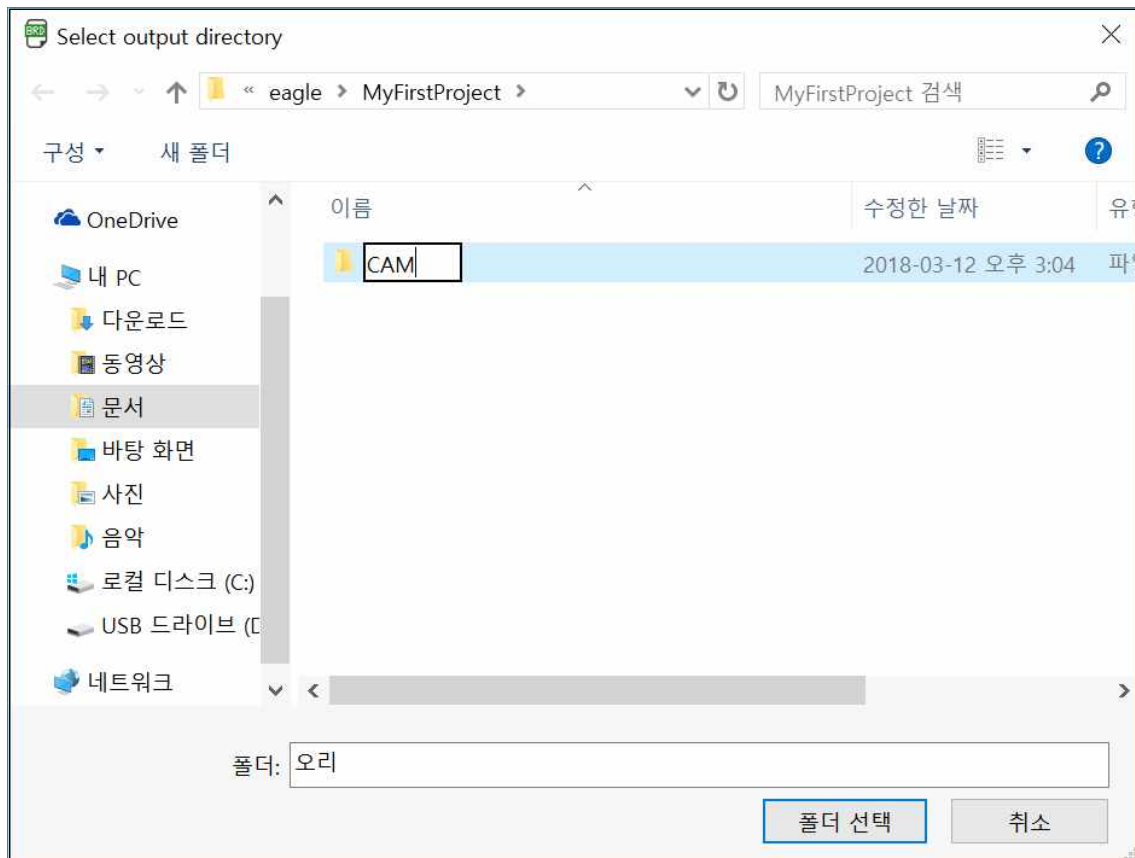 BRD Select output directory
« eagle > MyFirstProject >
MyFirstProject 검색
구성 새 폴더
?
이름 수정한 날짜
CAM 2018-03-12 오후 3:04
OneDrive
내 PC
다운로드
동영상
문서
바탕 화면
사진
음악
로컬 디스크 (C:)
USB 드라이브
네트워크
폴더: 오리
폴더 선택 취소